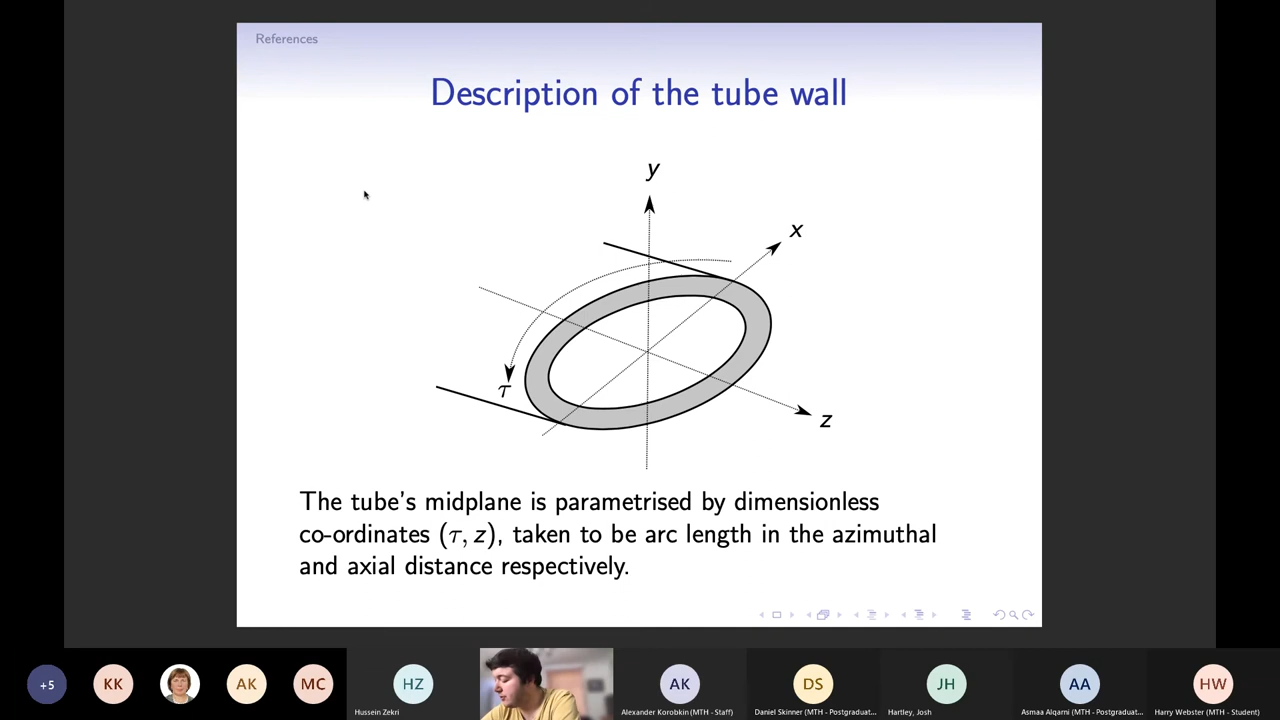 References
Description of the tube wall
y
x
τ
z
The tube's midplane is parametrised by dimensionless
co-ordinates (τ, z), taken to be arc length in the azimuthal
and axial distance respectively.
+5
KK
AK
MC
HZ
AK
DS
JH
AA
HW
Hussein Zekri
Alexander Korobkin (MTH - Staff)
Daniel Skinner (MTH - Postgraduat...
Hartley, Josh
Asmaa Alqarni (MTH - Postgraduat...
Harry Webster (MTH - Student)